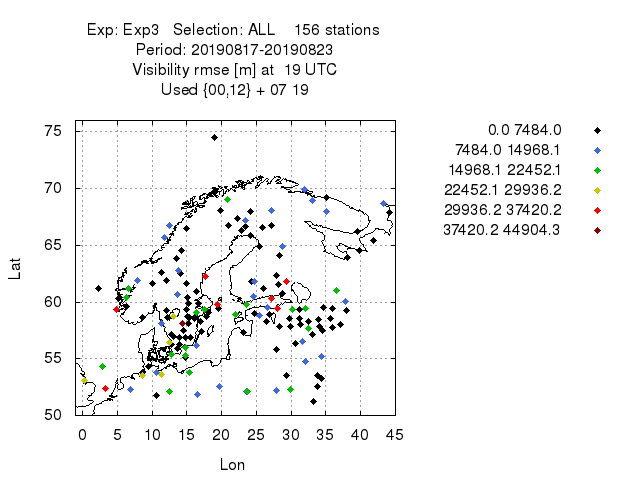 Exp: Exp3 Selection: ALL 156 stations
Period: 20190817-20190823
Visibility rmse [m] at 19 UTC
Used {00,12} + 07 19
0.0 7484.0
7484.0 14968.1
14968.1 22452.1
22452.1 29936.2
29936.2 37420.2
37420.2 44904.3
75
70
65
60
55
50
Lat
0 5 10 15 20 25 30 35 40 45
Lon